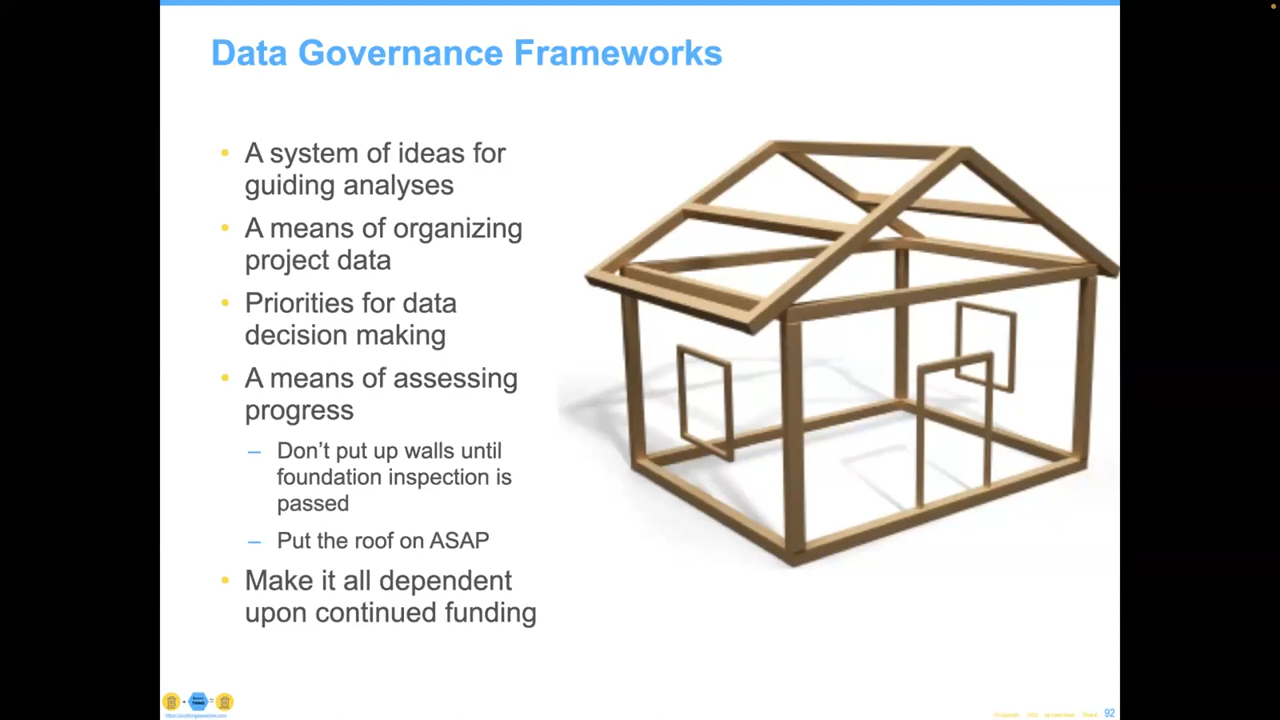 Data Governance Frameworks
• A system of ideas for
guiding analyses
• A means of organizing
project data
• Priorities for data
decision making
• A means of assessing
progress
– Don’t put up walls until
foundation inspection is
passed
– Put the roof on ASAP
• Make it all dependent
upon continued funding
92